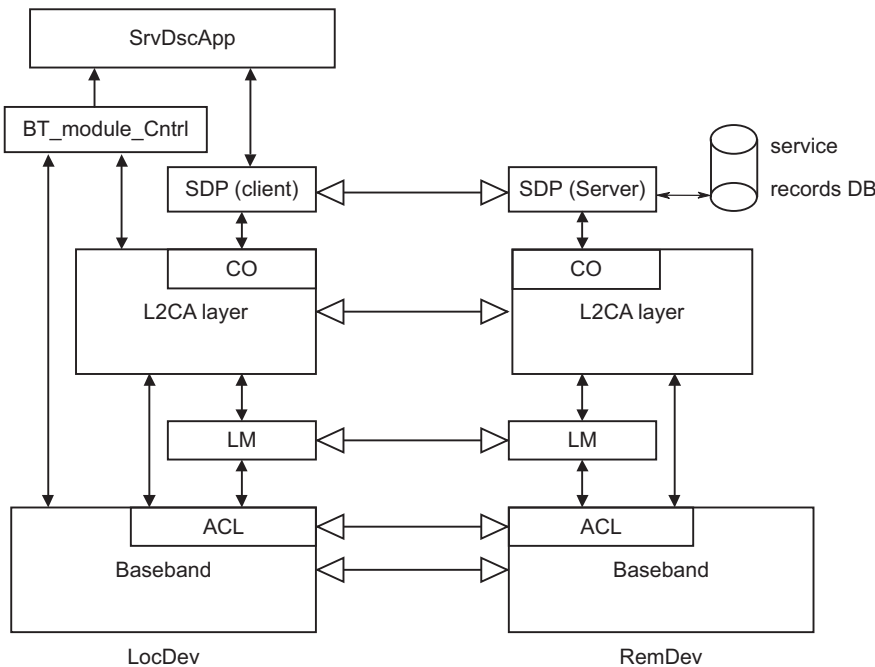 SrvDscApp
BT_module_Cntrl
SDP (client)
SDP (Server)
service
records DB
CO
CO
L2CA layer
L2CA layer
LM
LM
ACL
ACL
Baseband
Baseband
LocDev
RemDev